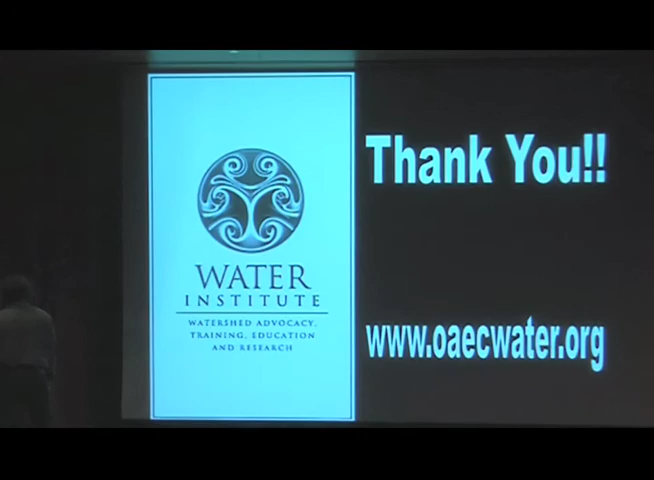 WATER
INSTITUTE
WATERSHED ADVOCACY,
TRAINING, EDUCATION
AND RESEARCH
Thank You!!
www.oaecwater.org